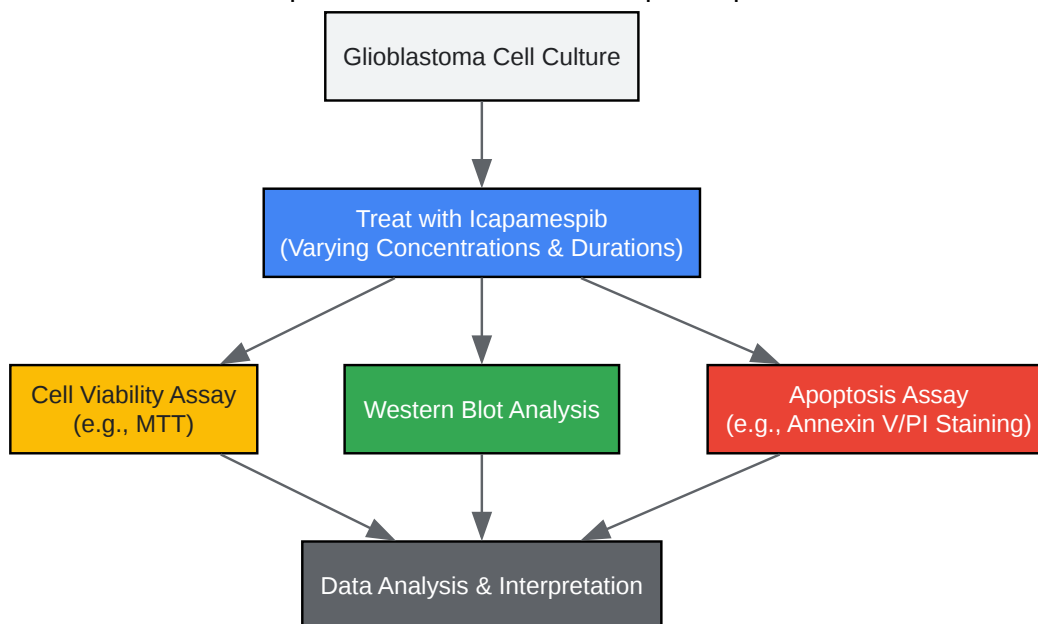 Glioblastoma Cell Culture
Treat with Icapamespib
(Varying Concentrations & Durations)
Cell Viability Assay
(e.g., MTT)
Western Blot Analysis
Apoptosis Assay
(e.g., Annexin V/PI Staining)
Data Analysis & Interpretation